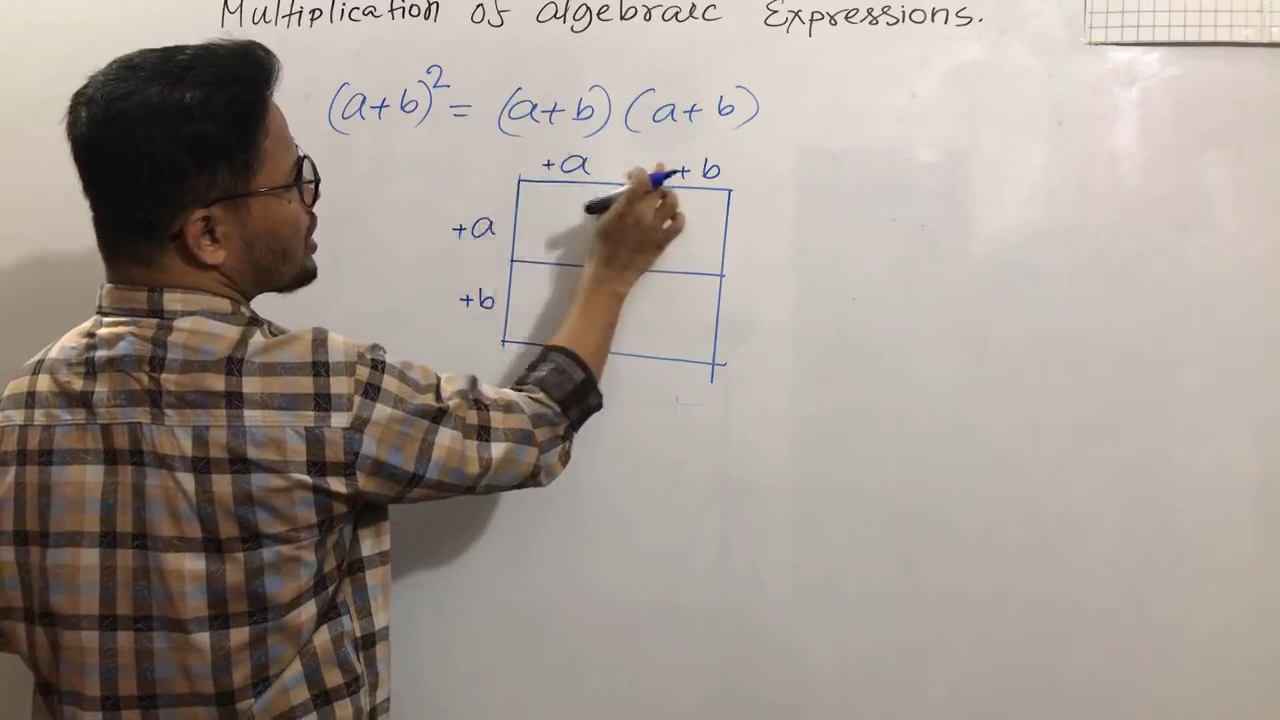 Multiplication of algebraic Expressions.
(a+b)² = (a+b) (a+b)
+a + b
+a
+b